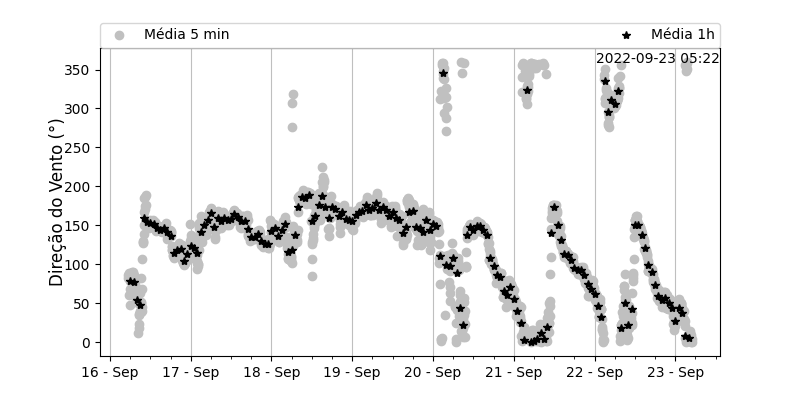 Média 5 min
Média 1h
2022-09-23 05:22
Direção do Vento (°)
350
300
250
200
150
100
50
0
16 - Sep
17 - Sep
18 - Sep
19 - Sep
20 - Sep
21 - Sep
22 - Sep
23 - Sep